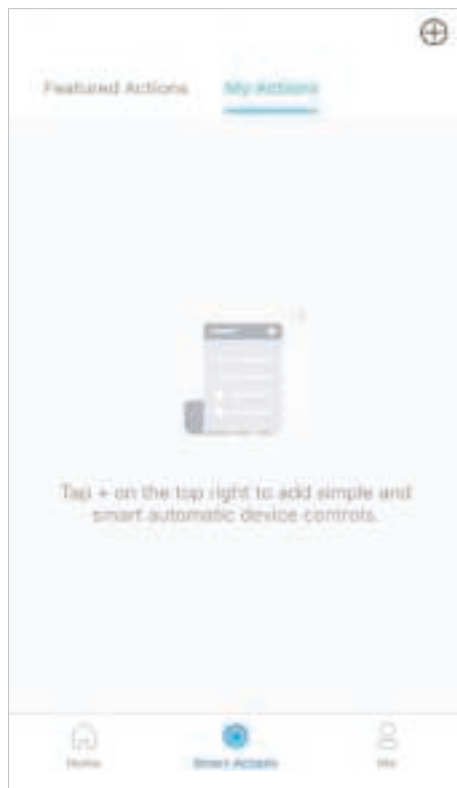 Featured Actions My Actions
Tap + on the top right to add simple and
smart automatic device controls.
Home Smart Actions Me